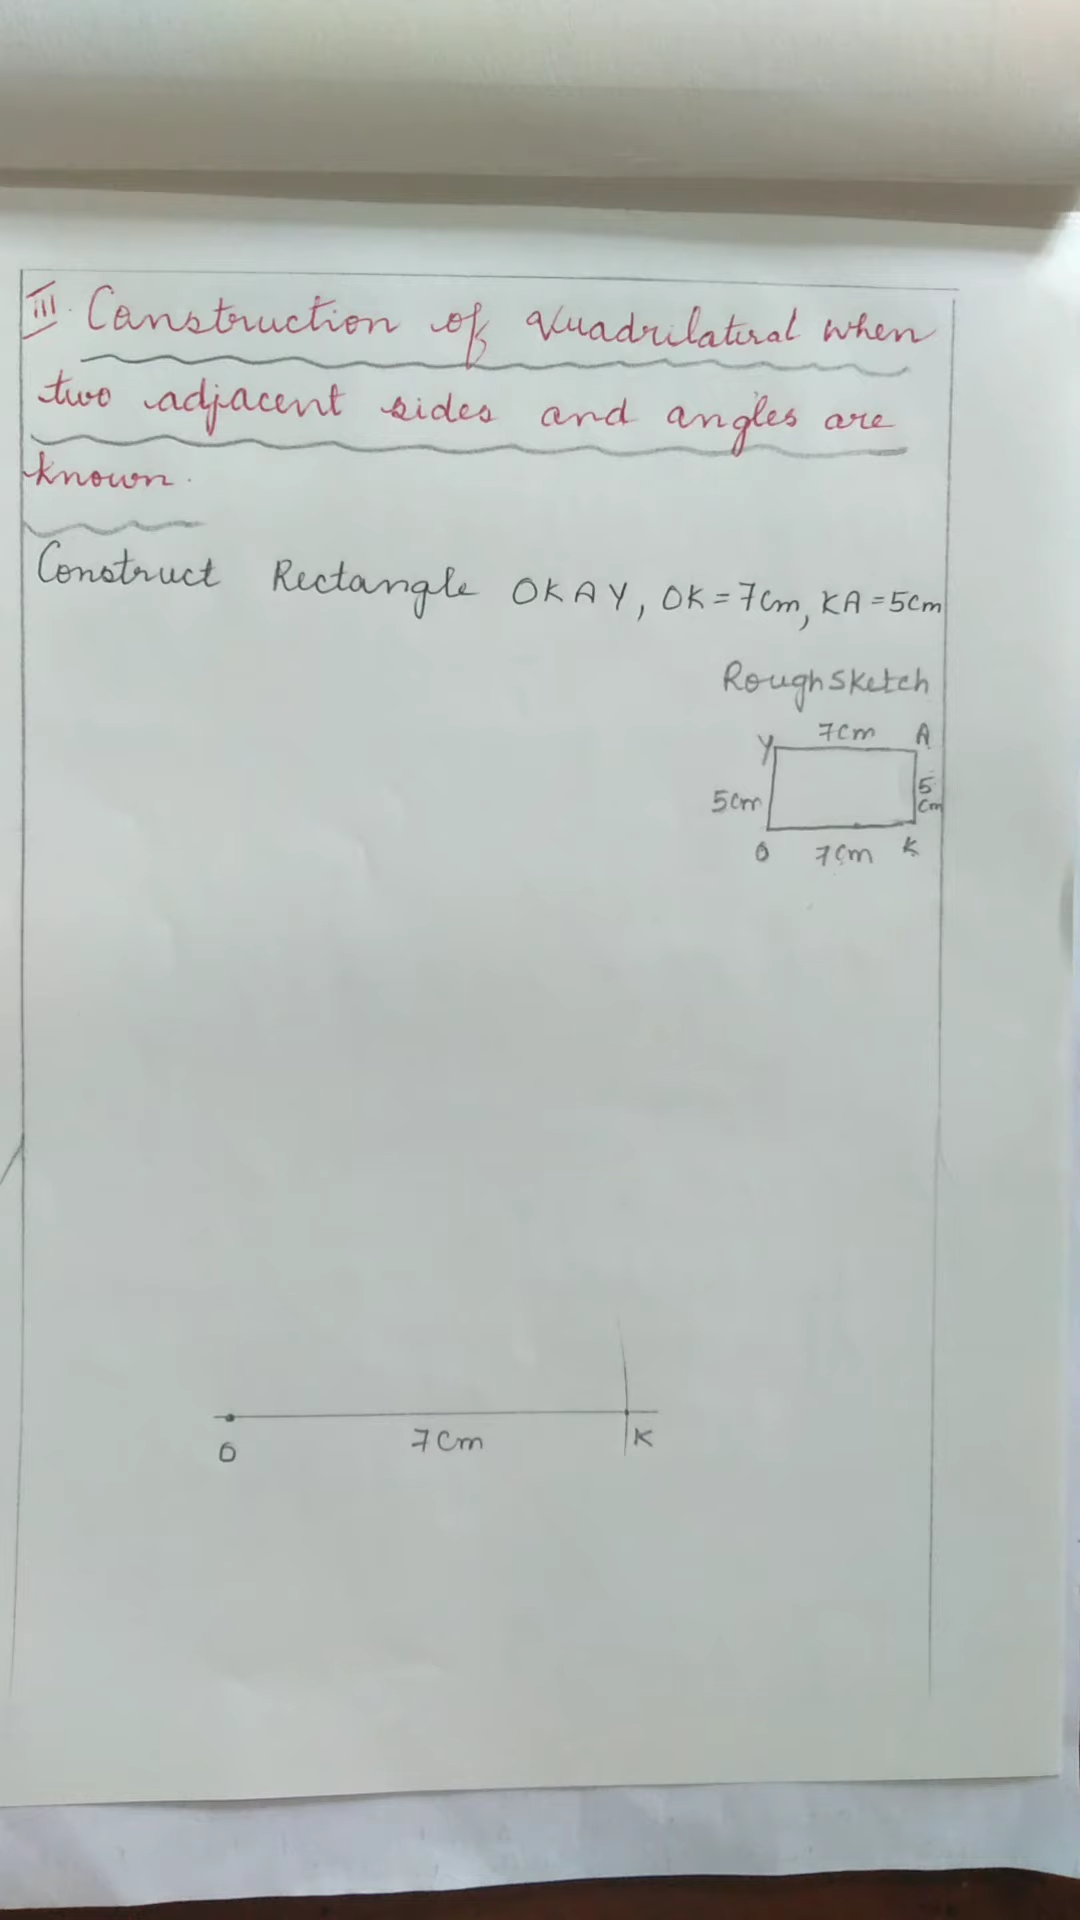 III. Construction of Quadrilateral when
two adjacent sides and angles are
known.
Construct Rectangle OKAY, OK=7cm, KA=5cm
Rough Sketch
7cm
Y A
5cm
5
cm
O 7cm K
O 7cm K